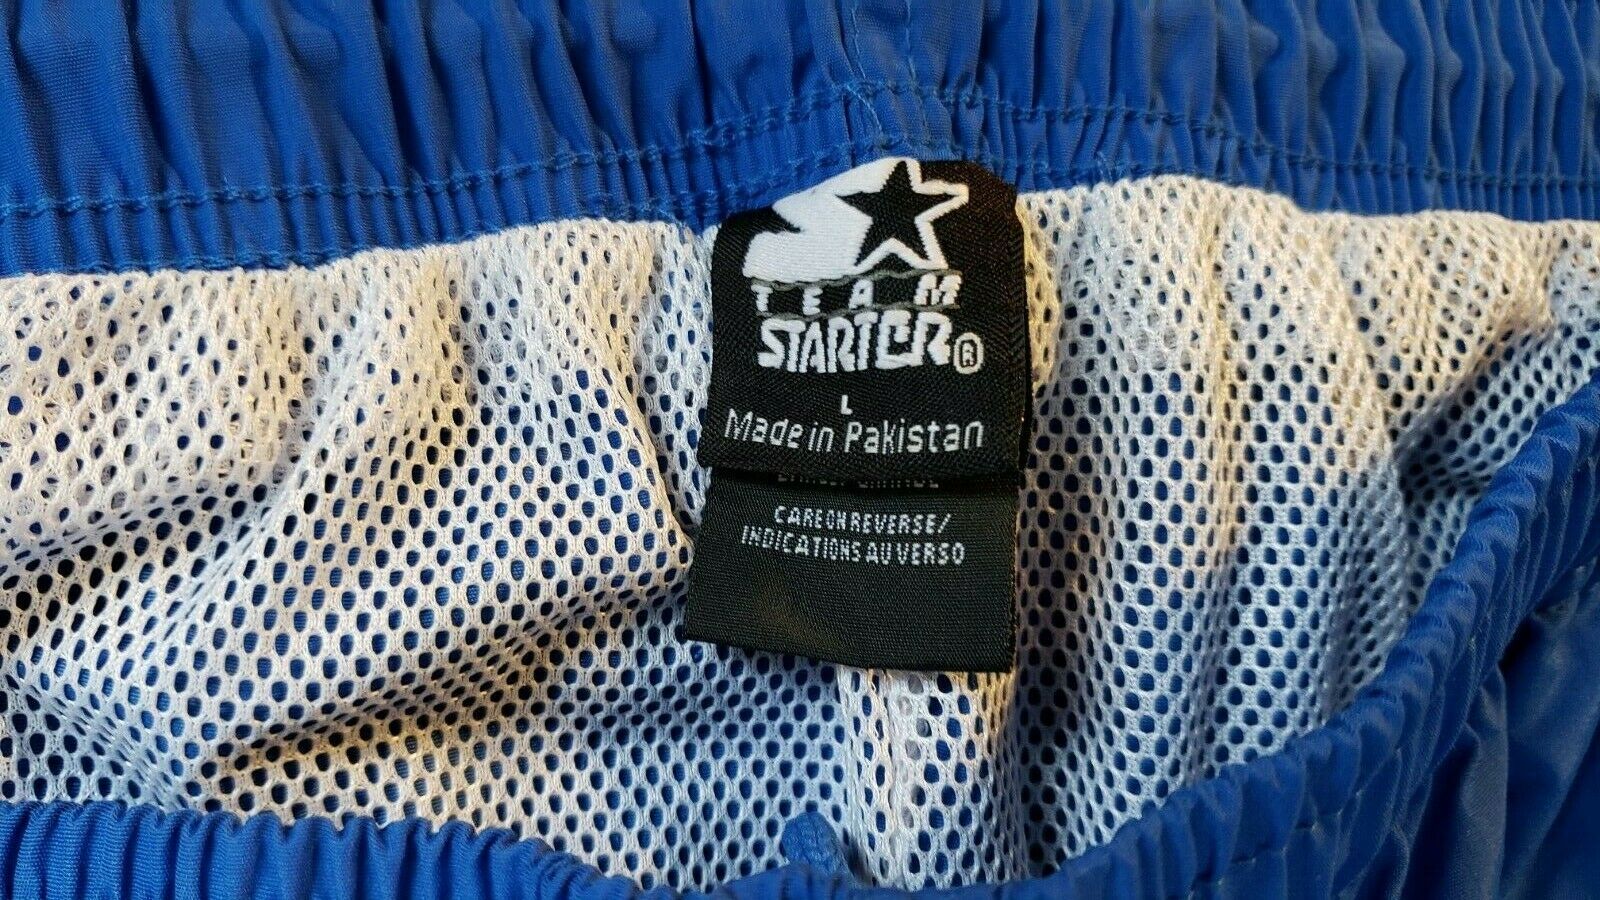 TEAM
STARTER®
L
Made in Pakistan
CARE ON REVERSE/
INDICATIONS AU VERSO